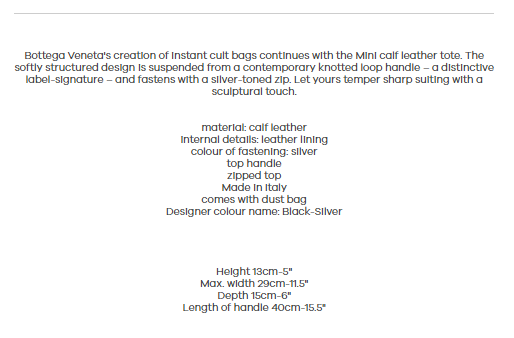 Bottega Veneta's creation of instant cult bags continues with the Mini calf leather tote. The
softly structured design is suspended from a contemporary knotted loop handle – a distinctive
label-signature – and fastens with a silver-toned zip. Let yours temper sharp suiting with a
sculptural touch.
material: calf leather
Internal details: leather lining
colour of fastening: silver
top handle
zipped top
Made in Italy
comes with dust bag
Designer colour name: Black-Silver
Height 13cm-5"
Max. width 29cm-11.5"
Depth 15cm-6"
Length of handle 40cm-15.5"